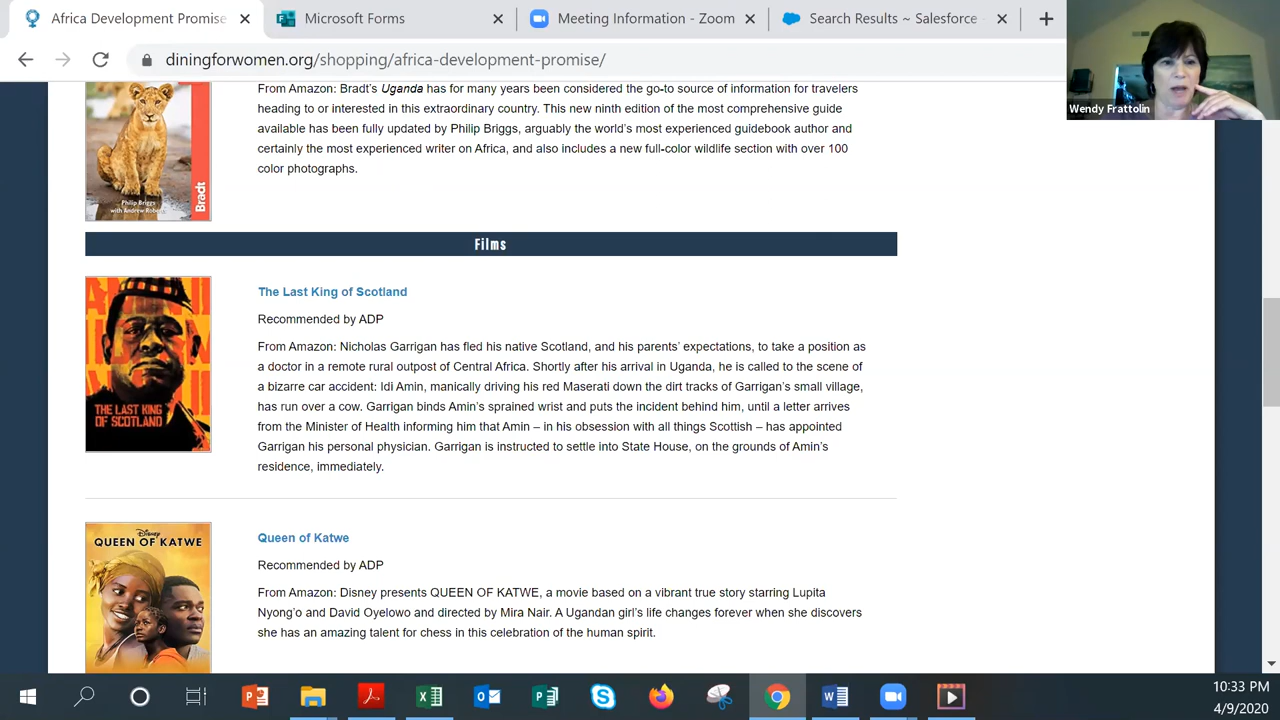 Africa Development Promise
Microsoft Forms
Meeting Information - Zoom
Search Results ~ Salesforce
diningforwomen.org/shopping/africa-development-promise/
Wendy Frattolin
From Amazon: Bradt's Uganda has for many years been considered the go-to source of information for travelers
heading to or interested in this extraordinary country. This new ninth edition of the most comprehensive guide
available has been fully updated by Philip Briggs, arguably the world's most experienced guidebook author and
certainly the most experienced writer on Africa, and also includes a new full-color wildlife section with over 100
color photographs.
Philip Briggs
with Andrew Roberts
Bradt
Films
THE LAST KING
OF SCOTLAND
The Last King of Scotland
Recommended by ADP
From Amazon: Nicholas Garrigan has fled his native Scotland, and his parents' expectations, to take a position as
a doctor in a remote rural outpost of Central Africa. Shortly after his arrival in Uganda, he is called to the scene of
a bizarre car accident: Idi Amin, manically driving his red Maserati down the dirt tracks of Garrigan's small village,
has run over a cow. Garrigan binds Amin's sprained wrist and puts the incident behind him, until a letter arrives
from the Minister of Health informing him that Amin – in his obsession with all things Scottish – has appointed
Garrigan his personal physician. Garrigan is instructed to settle into State House, on the grounds of Amin's
residence, immediately.
Disney
QUEEN OF KATWE
Queen of Katwe
Recommended by ADP
From Amazon: Disney presents QUEEN OF KATWE, a movie based on a vibrant true story starring Lupita
Nyong'o and David Oyelowo and directed by Mira Nair. A Ugandan girl's life changes forever when she discovers
she has an amazing talent for chess in this celebration of the human spirit.
10:33 PM
4/9/2020